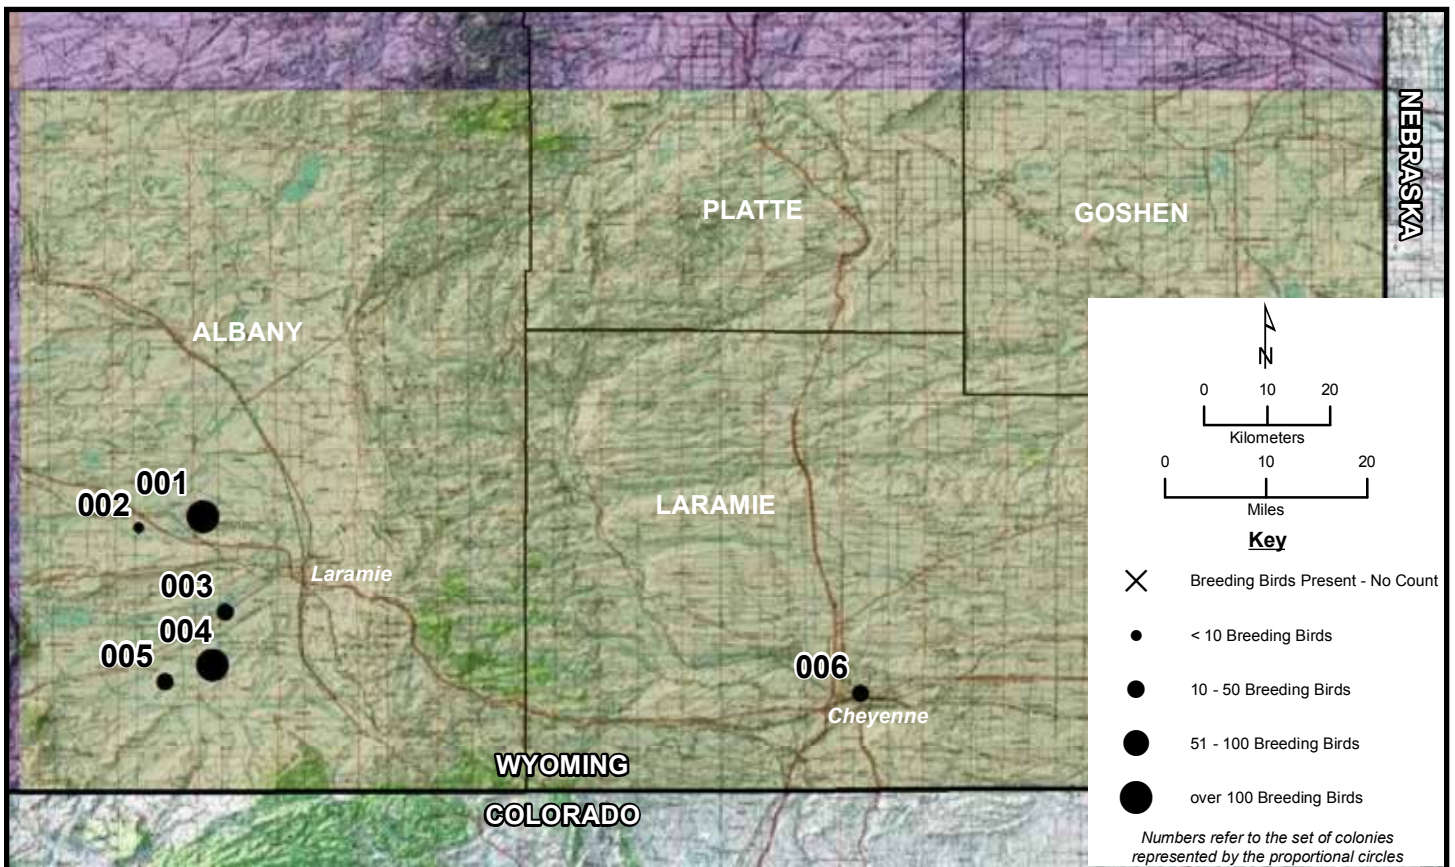 NEBRASKA
PLATTE
GOSHEN
ALBANY
001
002
LARAMIE
Laramie
003
004
005
006
Cheyenne
WYOMING
COLORADO
N
0 10 20
Kilometers
0 10 20
Miles
Key
Breeding Birds Present - No Count
< 10 Breeding Birds
10 - 50 Breeding Birds
51 - 100 Breeding Birds
over 100 Breeding Birds
Numbers refer to the set of colonies
represented by the proportional circles